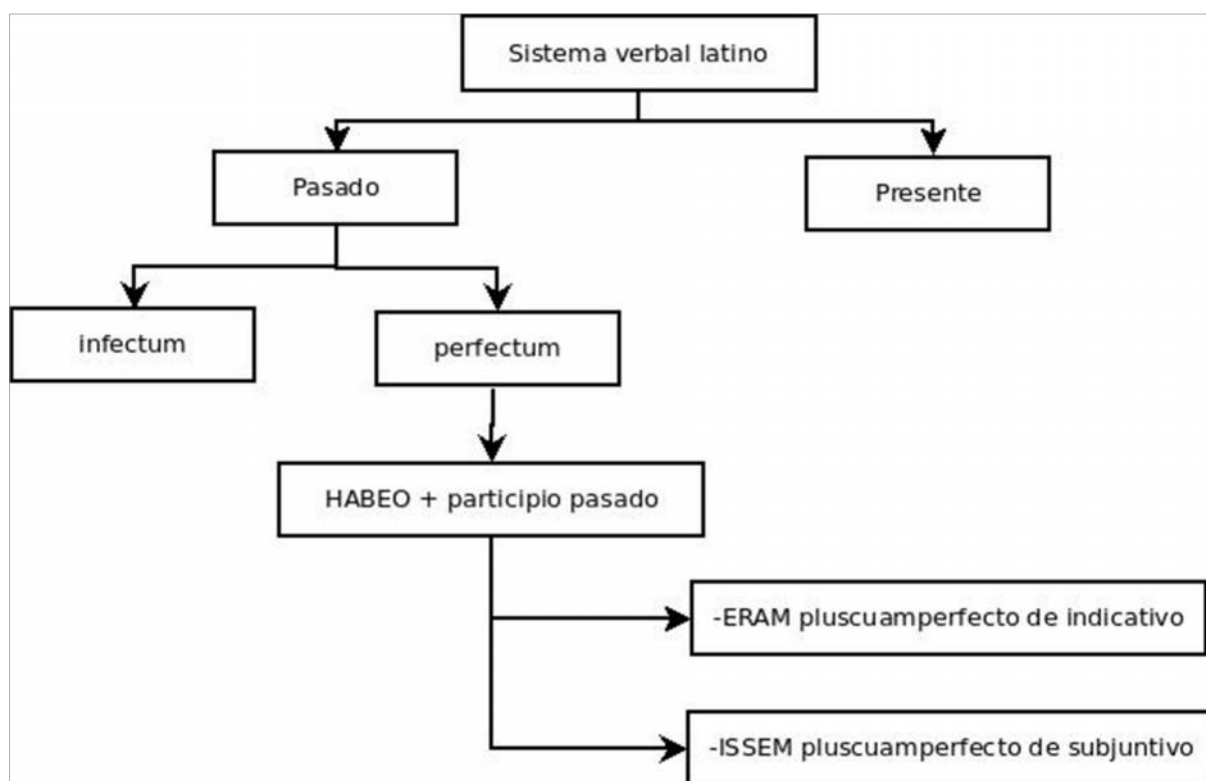 Sistema verbal latino
Pasado
Presente
infectum
perfectum
HABEO + participio pasado
-ERAM pluscuamperfecto de indicativo
-ISSEM pluscuamperfecto de subjuntivo